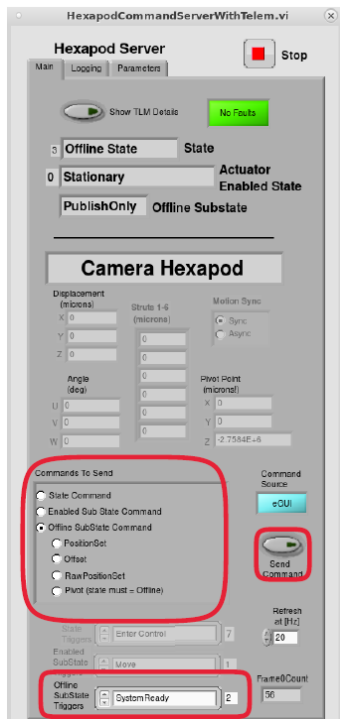 HexapodCommandServerWithTelem.vi
Hexapod Server
Stop
Main Logging Parameters
Show TLM Details
No Faults
3 Offline State State
0 Stationary Actuator
Enabled State
PublishOnly Offline Substate
Camera Hexapod
Displacement
(microns)
X 0
Y 0
Z 0
Struts 1-6
(microns)
0
0
0
0
0
0
Motion Sync
Sync
Async
Angle
(deg)
U 0
V 0
W 0
Pivot Point
(microns)
X 0
Y 0
Z -2.7584E+6
Commands To Send
State Command
Enabled Sub State Command
Offline SubState Command
PositionSet
Offset
RawPositionSet
Pivot (state must = Offline)
Command
Source
eGUI
Send
Command
State
Triggers Enter Control 7
Enabled
SubState Move 1
Offline
SubState
Triggers SystemReady 2
Refresh
at [Hz]
20
Frame0Count
56